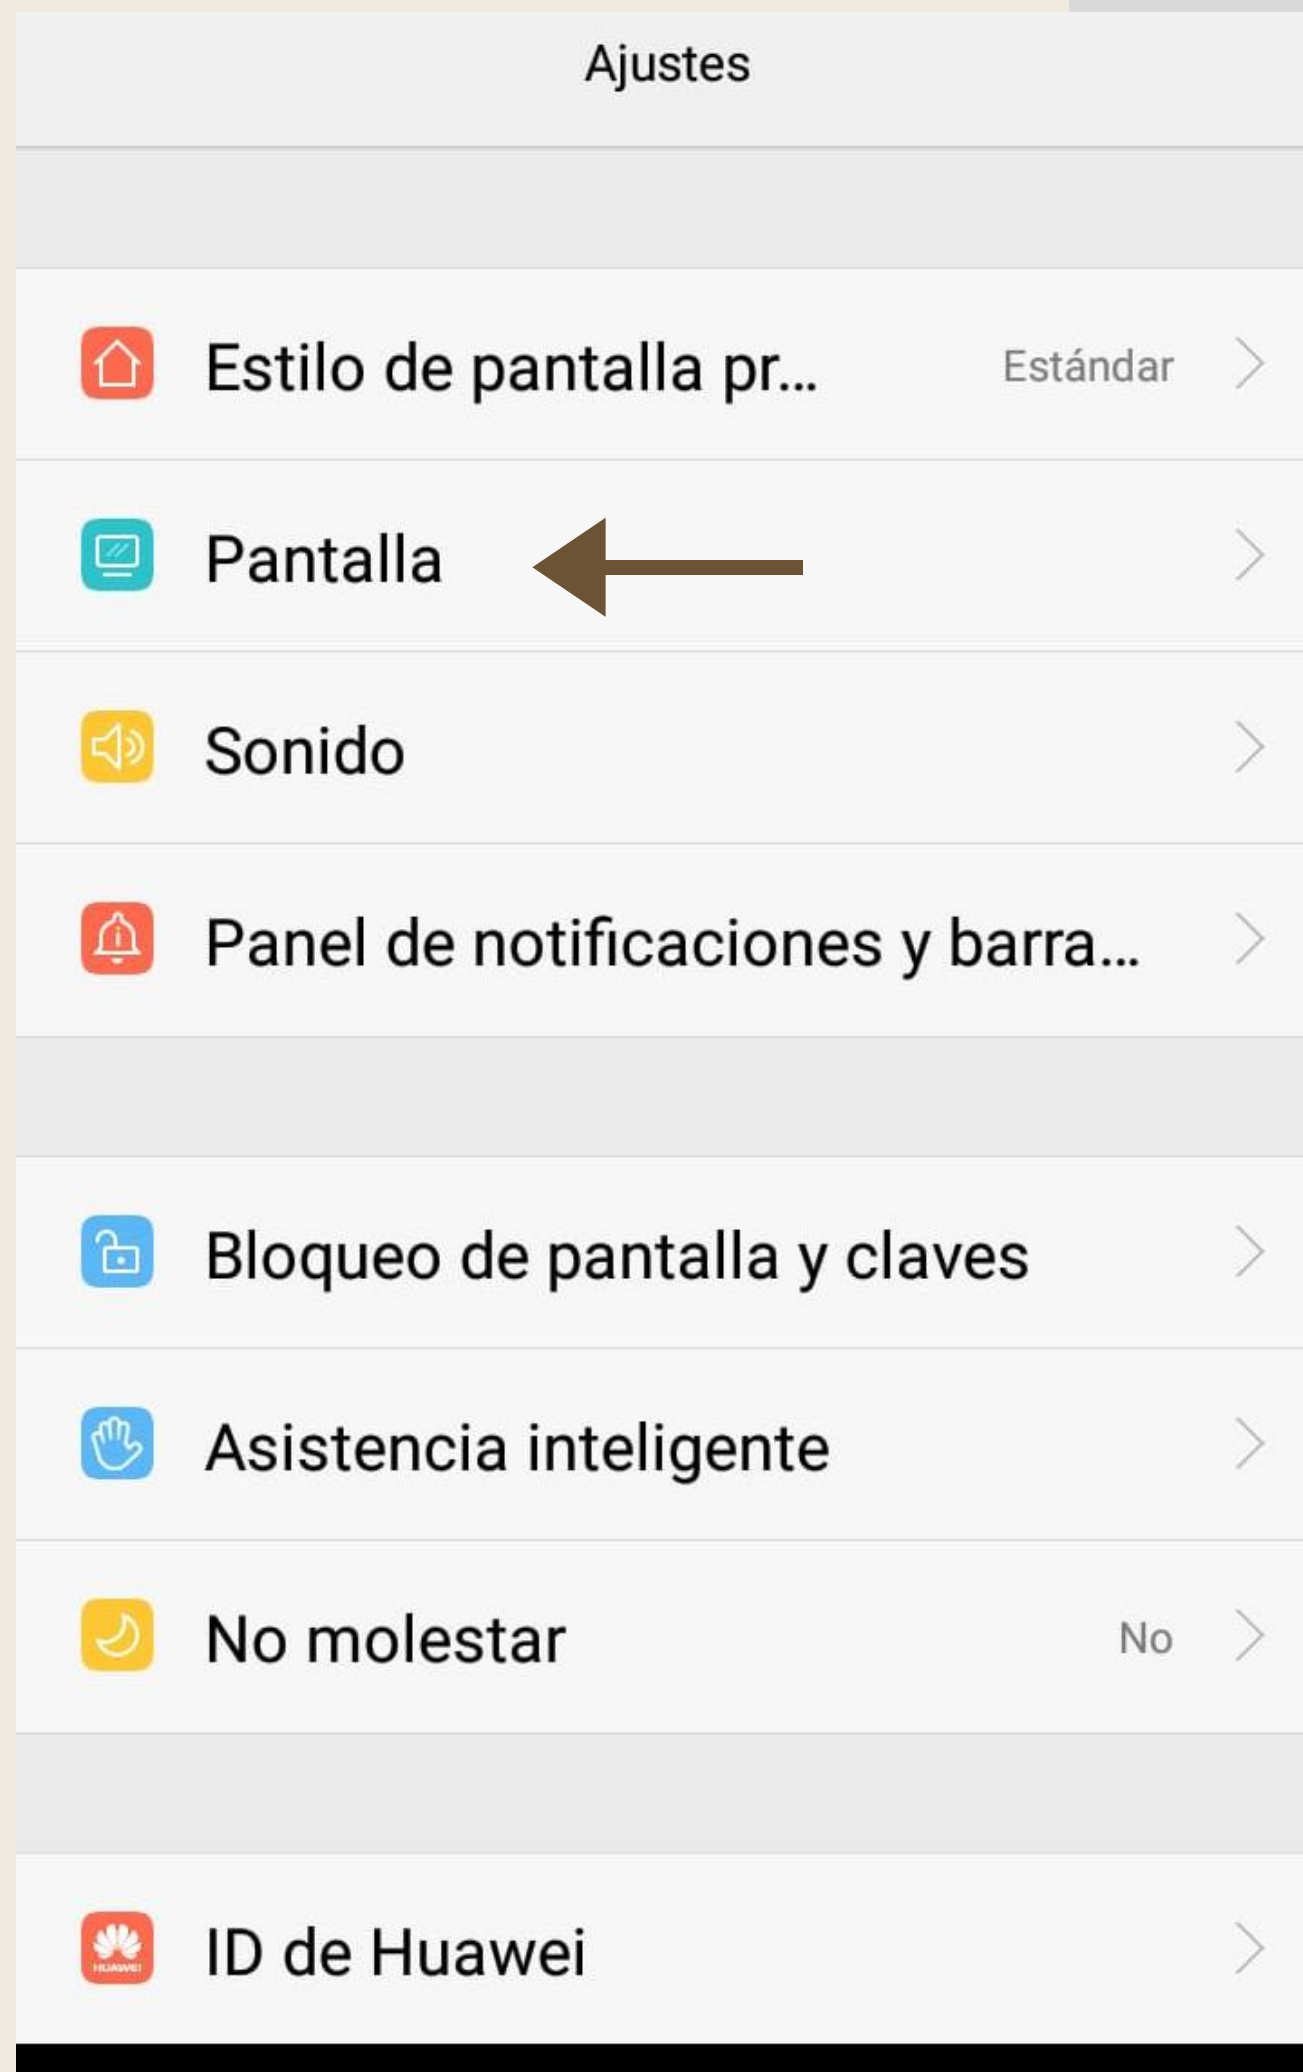 Ajustes
Estilo de pantalla pr... Estándar
Pantalla
Sonido
Panel de notificaciones y barra...
Bloqueo de pantalla y claves
Asistencia inteligente
No molestar No
HUAWEI
ID de Huawei